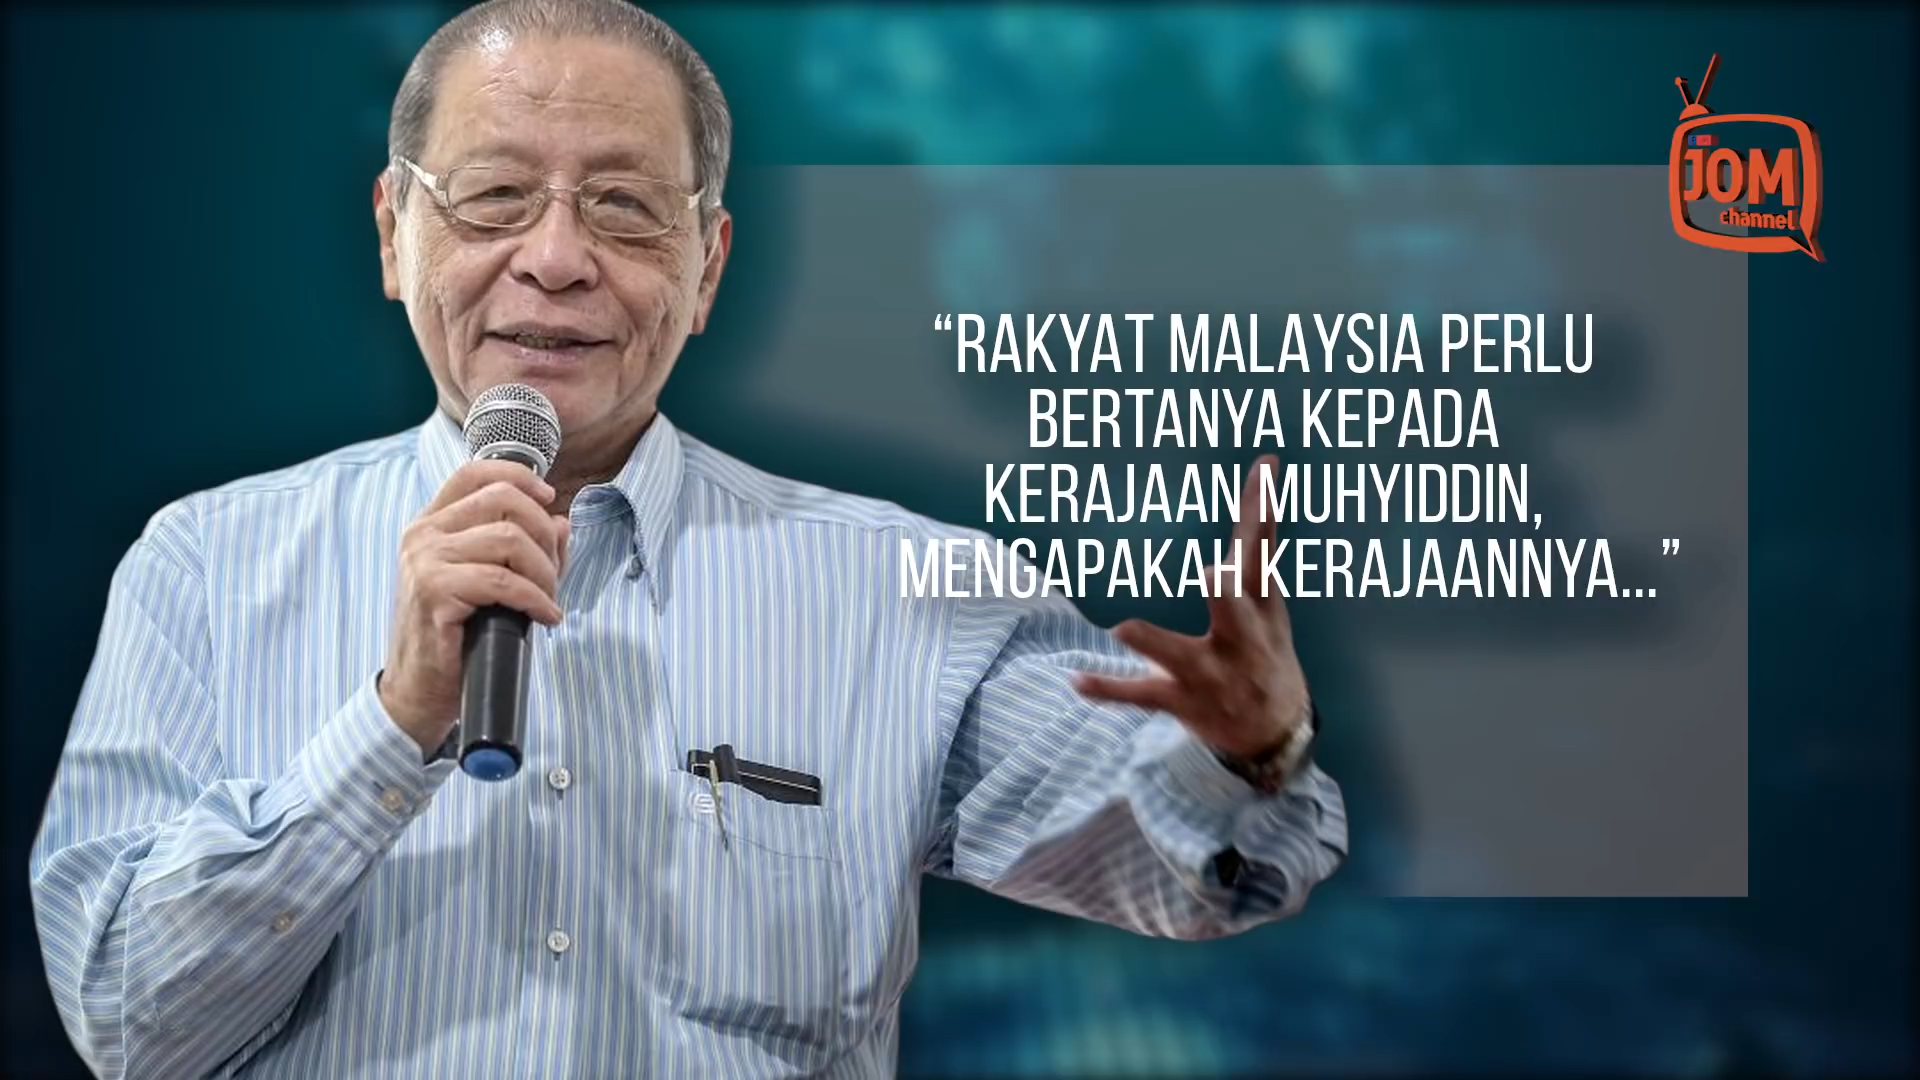 JOM
channel
“RAKYAT MALAYSIA PERLU
BERTANYA KEPADA
KERAJAAN MUHYIDDIN,
MENGAPAKAH KERAJAANNYA...”